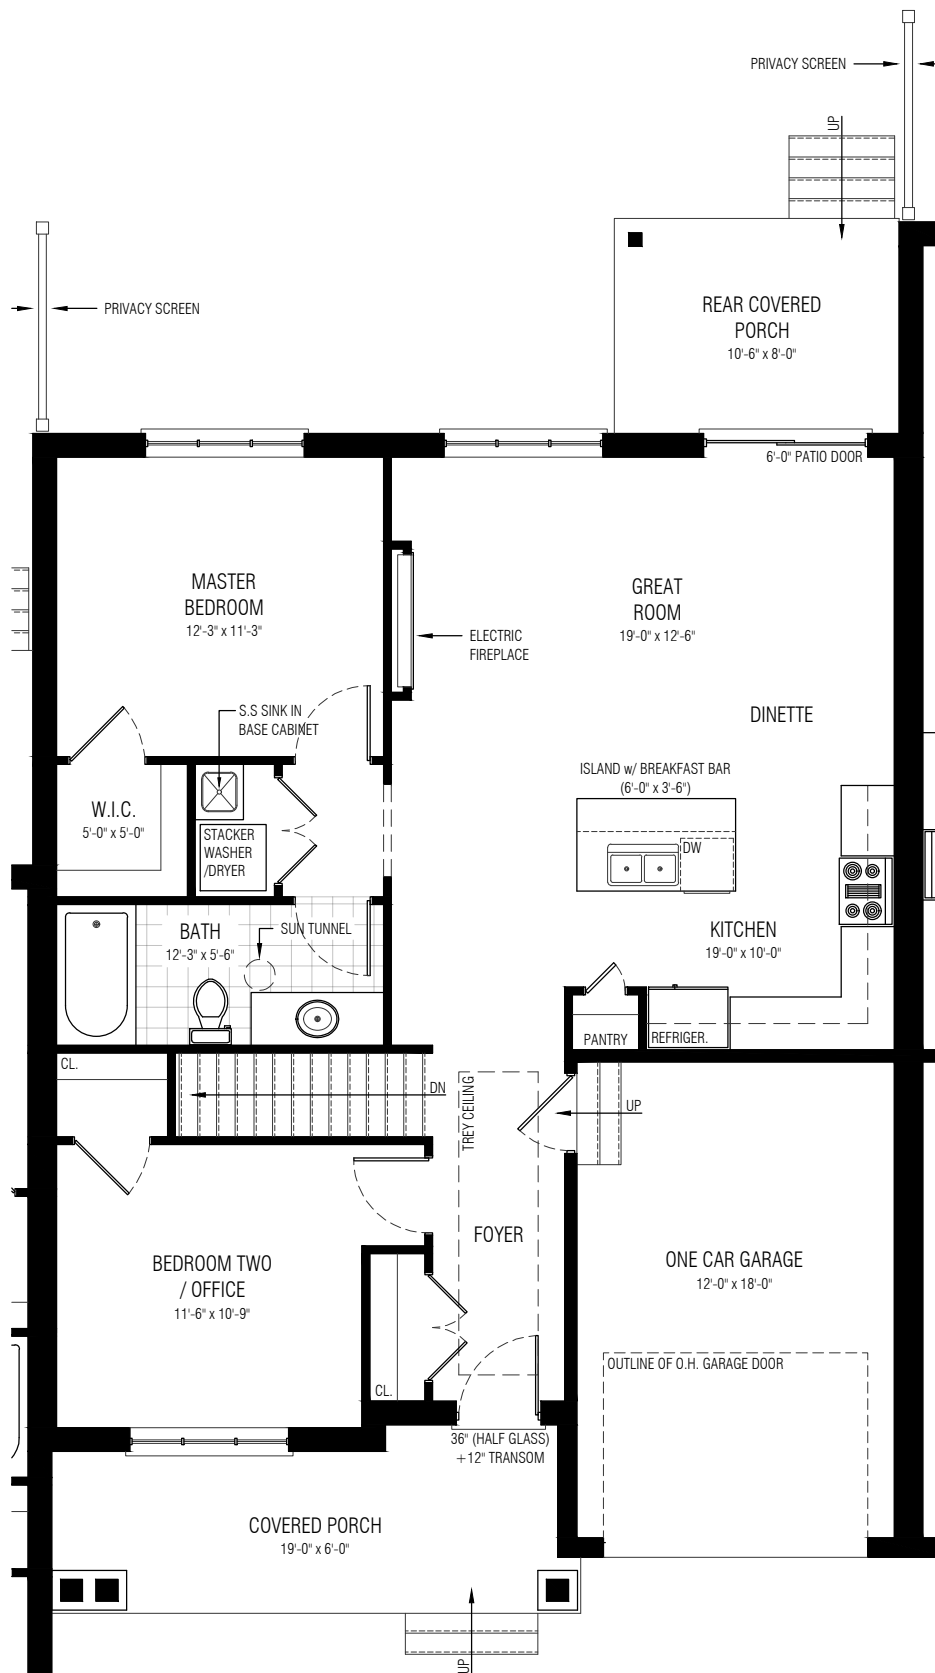 PRIVACY SCREEN
UP
PRIVACY SCREEN
REAR COVERED
PORCH
10'-6" x 8'-0"
6'-0" PATIO DOOR
MASTER
BEDROOM
12'-3" x 11'-3"
GREAT
ROOM
19'-0" x 12'-6"
ELECTRIC
FIREPLACE
S.S SINK IN
BASE CABINET
DINETTE
ISLAND w/ BREAKFAST BAR
(6'-0" x 3'-6")
W.I.C.
5'-0" x 5'-0"
STACKER
WASHER
/DRYER
DW
BATH
12'-3" x 5'-6"
SUN TUNNEL
KITCHEN
19'-0" x 10'-0"
PANTRY
REFRIGER.
CL.
DN
TREY CEILING
UP
FOYER
BEDROOM TWO
/ OFFICE
11'-6" x 10'-9"
ONE CAR GARAGE
12'-0" x 18'-0"
OUTLINE OF O.H. GARAGE DOOR
CL.
36" (HALF GLASS)
+12" TRANSOM
COVERED PORCH
19'-0" x 6'-0"
UP